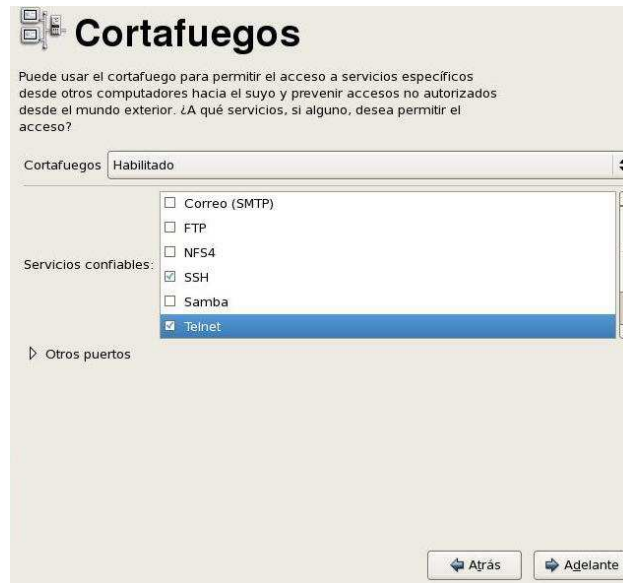 Cortafuegos
Puede usar el cortafuego para permitir el acceso a servicios específicos
desde otros computadores hacia el suyo y prevenir accesos no autorizados
desde el mundo exterior. ¿A qué servicios, si alguno, desea permitir el
acceso?
Cortafuegos Habilitado
Correo (SMTP)
FTP
NFS4
Servicios confiables:
SSH
Samba
Telnet
Otros puertos
Atrás Adelante